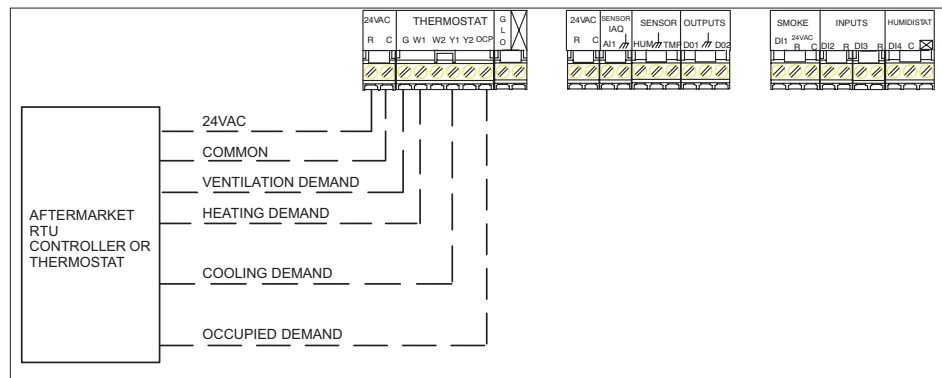 24VAC THERMOSTAT G L O 24VAC SENSOR IAQ SENSOR OUTPUTS SMOKE INPUTS HUMIDISTAT
R C G W1 W2 Y1 Y2 OCP R C AI1 HUM TMP D01 D02 DI1 24VAC R C DI2 R DI3 R DI4 C
24VAC
COMMON
VENTILATION DEMAND
HEATING DEMAND
COOLING DEMAND
OCCUPIED DEMAND
AFTERMARKET
RTU
CONTROLLER OR
THERMOSTAT